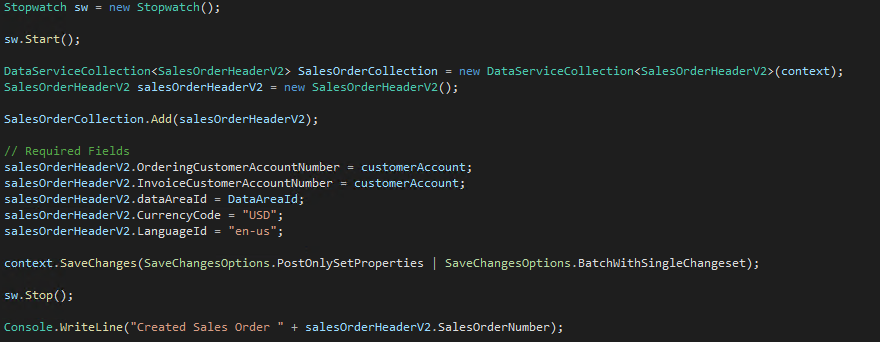 Stopwatch sw = new Stopwatch();
sw.Start();
DataServiceCollection<SalesOrderHeaderV2> SalesOrderCollection = new DataServiceCollection<SalesOrderHeaderV2>(context);
SalesOrderHeaderV2 salesOrderHeaderV2 = new SalesOrderHeaderV2();
SalesOrderCollection.Add(salesOrderHeaderV2);
// Required Fields
salesOrderHeaderV2.OrderingCustomerAccountNumber = customerAccount;
salesOrderHeaderV2.InvoiceCustomerAccountNumber = customerAccount;
salesOrderHeaderV2.dataAreaId = DataAreaId;
salesOrderHeaderV2.CurrencyCode = "USD";
salesOrderHeaderV2.LanguageId = "en-us";
context.SaveChanges(SaveChangesOptions.PostOnlySetProperties | SaveChangesOptions.BatchWithSingleChangeset);
sw.Stop();
Console.WriteLine("Created Sales Order " + salesOrderHeaderV2.SalesOrderNumber);